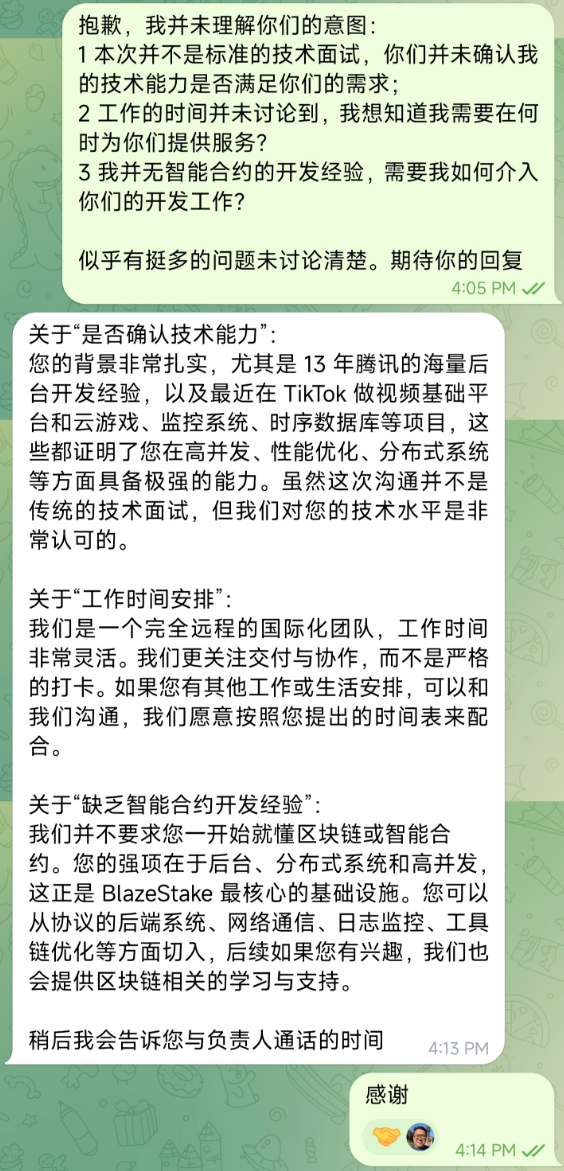 抱歉，我并未理解你们的意图：
1 本次并不是标准的技术面试，你们并未确认我
的技术能力是否满足你们的需求；
2 工作的时间并未讨论到，我想知道我需要在何
时为你们提供服务？
3 我并无智能合约的开发经验，需要我如何介入
你们的开发工作？
似乎有挺多的问题未讨论清楚。期待你的回复
4:05 PM
关于“是否确认技术能力”：
您的背景非常扎实，尤其是 13 年腾讯的海量后
台开发经验，以及最近在 TikTok 做视频基础平
台和云游戏、监控系统、时序数据库等项目，这
些都证明了您在高并发、性能优化、分布式系统
等方面具备极强的能力。虽然这次沟通并不是
传统的技术面试，但我们对您的技术水平是非
常认可的。
关于“工作时间安排”：
我们是一个完全远程的国际化团队，工作时间
非常灵活。我们更关注交付与协作，而不是严格
的打卡。如果您有其他工作或生活安排，可以和
我们沟通，我们愿意按照您提出的时间表来配
合。
关于“缺乏智能合约开发经验”：
我们并不要求您一开始就懂区块链或智能合
约。您的强项在于后台、分布式系统和高并发，
这正是 BlazeStake 最核心的基础设施。您可以
从协议的后端系统、网络通信、日志监控、工具
链优化等方面切入，后续如果您有兴趣，我们也
会提供区块链相关的学习与支持。
稍后我会告诉您与负责人通话的时间
4:13 PM
感谢
4:14 PM